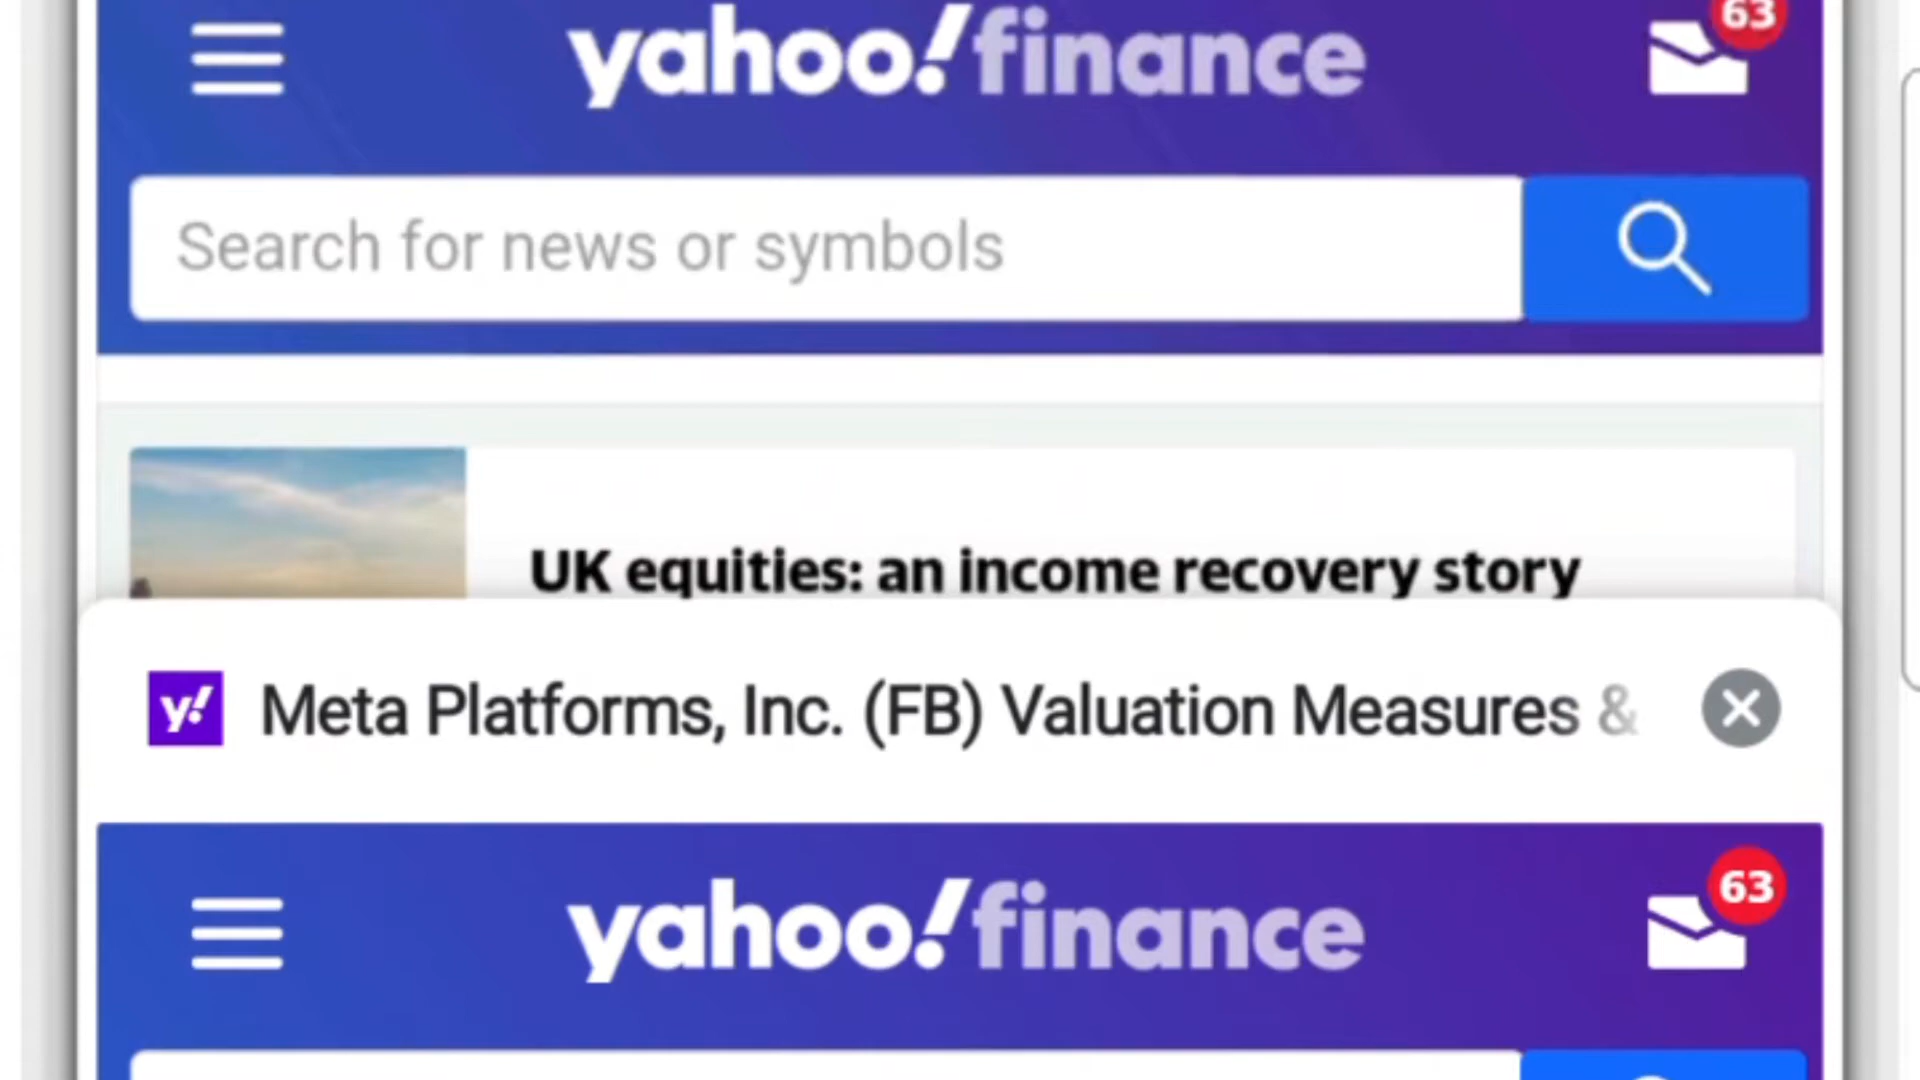 yahoo!finance
63
Search for news or symbols
UK equities: an income recovery story
y!
Meta Platforms, Inc. (FB) Valuation Measures &
yahoo!finance
63